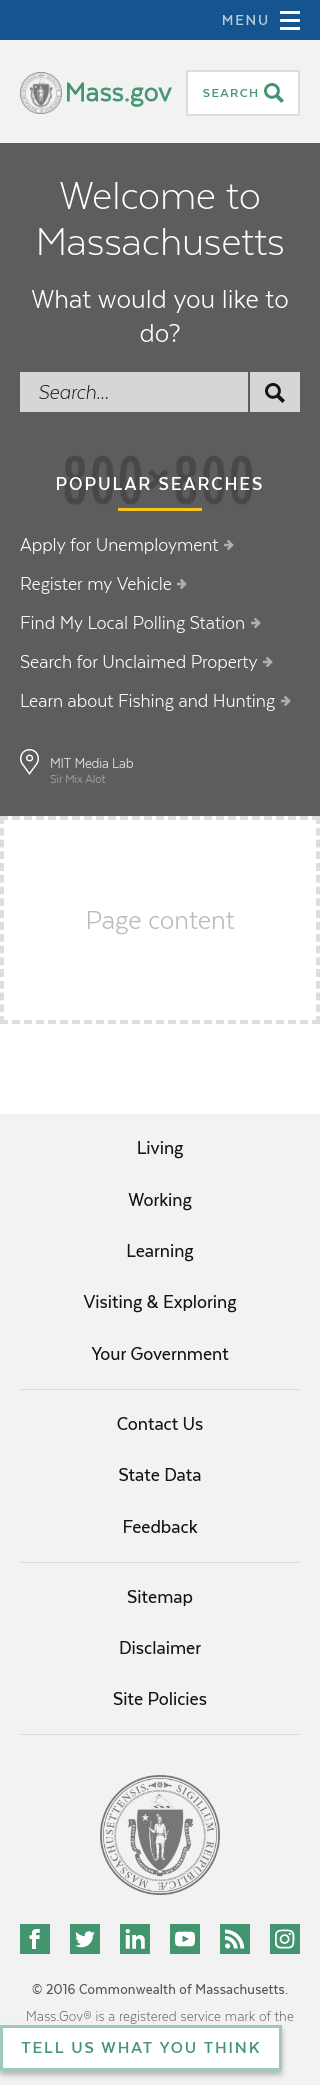 MENU
Mass.gov
SEARCH
Welcome to
Massachusetts
What would you like to
do?
Search...
800×800
POPULAR SEARCHES
Apply for Unemployment
Register my Vehicle
Find My Local Polling Station
Search for Unclaimed Property
Learn about Fishing and Hunting
MIT Media Lab
Sir Mix Alot
Page content
Living
Working
Learning
Visiting & Exploring
Your Government
Contact Us
State Data
Feedback
Sitemap
Disclaimer
Site Policies
SIGILLUM REIPUBLICÆ MASSACHUSETTENSIS
© 2016 Commonwealth of Massachusetts.
Mass.Gov® is a registered service mark of the
TELL US WHAT YOU THINK